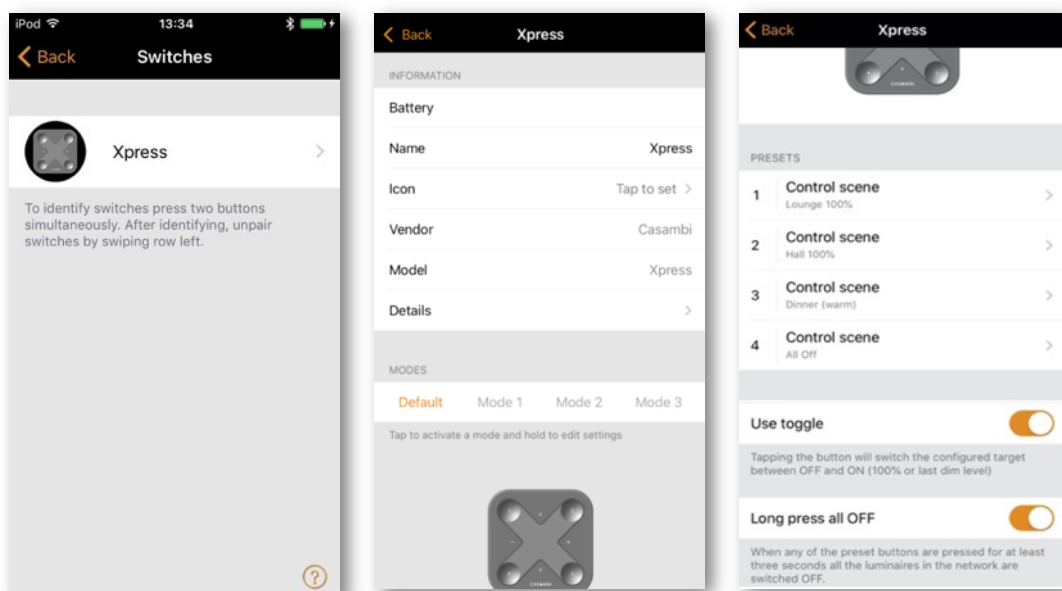 iPod 13:34
Back Switches
Xpress
To identify switches press two buttons
simultaneously. After identifying, unpair
switches by swiping row left.
?
Back Xpress
INFORMATION
Battery
Name Xpress
Icon Tap to set
Vendor Casambi
Model Xpress
Details
MODES
Default Mode 1 Mode 2 Mode 3
Tap to activate a mode and hold to edit settings
CASAMBI
Back Xpress
CASAMBI
PRESETS
1 Control scene
Lounge 100%
2 Control scene
Hall 100%
3 Control scene
Dinner (warm)
4 Control scene
All Off
Use toggle
Tapping the button will switch the configured target
between OFF and ON (100% or last dim level)
Long press all OFF
When any of the preset buttons are pressed for at least
three seconds all the luminaires in the network are
switched OFF.